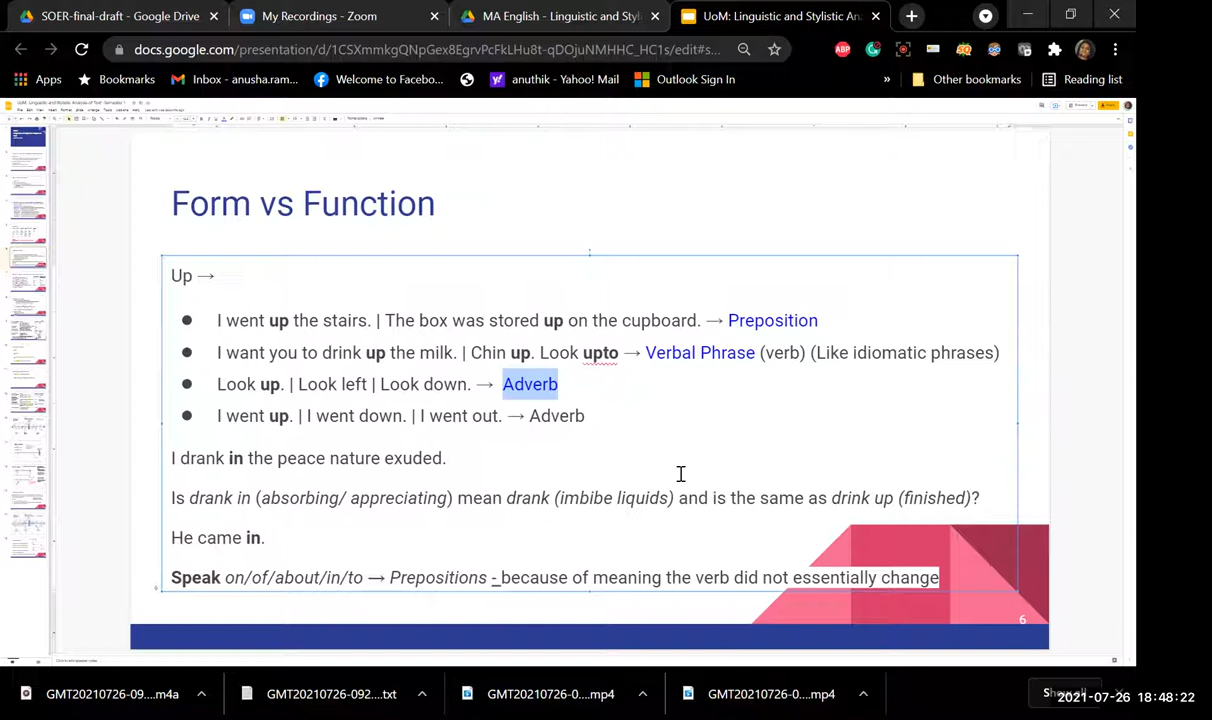 SOER-final-draft - Google Drive
My Recordings - Zoom
MA English - Linguistic and Styli
UoM: Linguistic and Stylistic An
docs.google.com/presentation/d/1CSXmmkgQNpGex8EgrvPcFkLHu8t-qDOjuNMHHC_HC1s/edit#s...
ABP
Apps
Bookmarks
Inbox - anusha.ram...
Welcome to Facebo...
anuthik - Yahoo! Mail
Outlook Sign In
»
Other bookmarks
Reading list
Form vs Function
Up →
● I went up the stairs. | The box was stored up on the cupboard. → Preposition
● I want you to drink up the milk. | Chin up. Look upto → Verbal Phrase (verb) (Like idiomatic phrases)
● Look up. | Look left | Look down. → Adverb
● I went up. | I went down. | I went out. → Adverb
I drank in the peace nature exuded.
Is drank in (absorbing/ appreciating) mean drank (imbibe liquids) and is the same as drink up (finished)?
He came in.
Speak on/of/about/in/to → Prepositions - because of meaning the verb did not essentially change
6
GMT20210726-09....m4a
GMT20210726-092....txt
GMT20210726-0....mp4
GMT20210726-0....mp4
2021-07-26 18:48:22